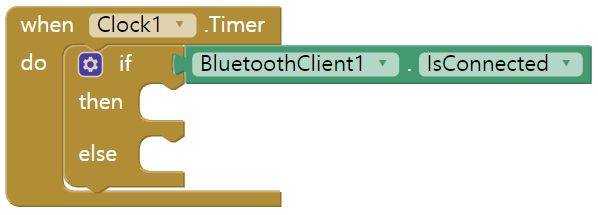 when Clock1 .Timer
do if BluetoothClient1 . IsConnected
then
else